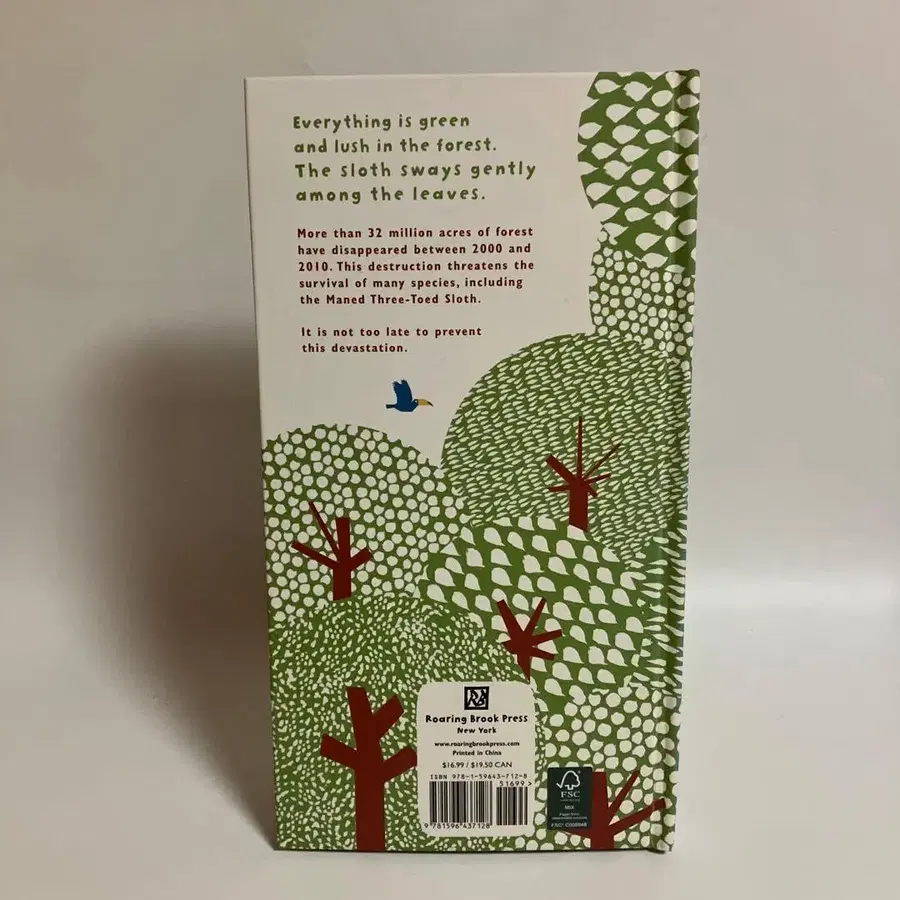 Everything is green
and lush in the forest.
The sloth sways gently
among the leaves.
More than 32 million acres of forest
have disappeared between 2000 and
2010. This destruction threatens the
survival of many species, including
the Maned Three-Toed Sloth.
It is not too late to prevent
this devastation.
RB
Roaring Brook Press
New York
www.roaringbrookpress.com
Printed in China
$16.99 / $19.50 CAN
ISBN 978-1-59643-712-8
51699>
9 781596 437128
FSC
MIX
FSC®